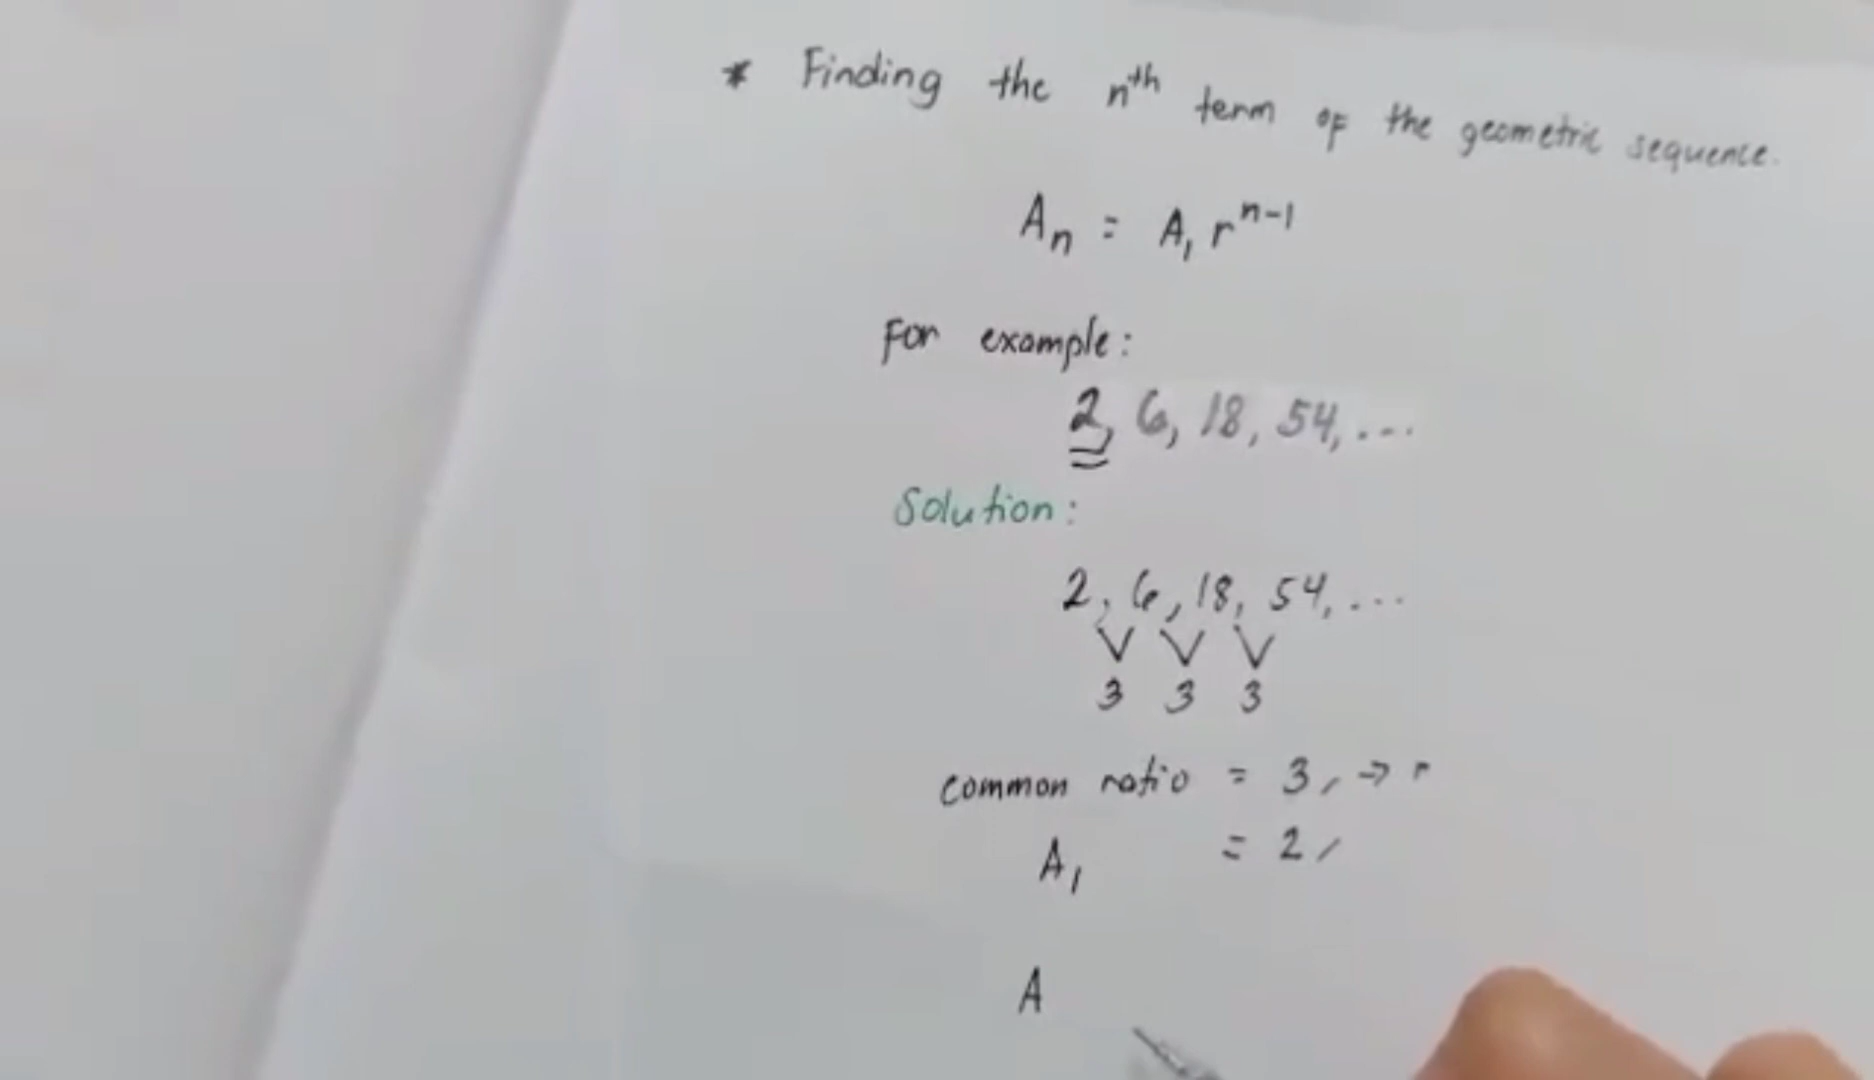 * Finding the nth term of the geometric sequence.
Aₙ = A₁ rⁿ⁻¹
For example:
2, 6, 18, 54, ...
Solution:
2, 6, 18, 54, ...
3 3 3
common ratio = 3, → r
A₁ = 2,
A